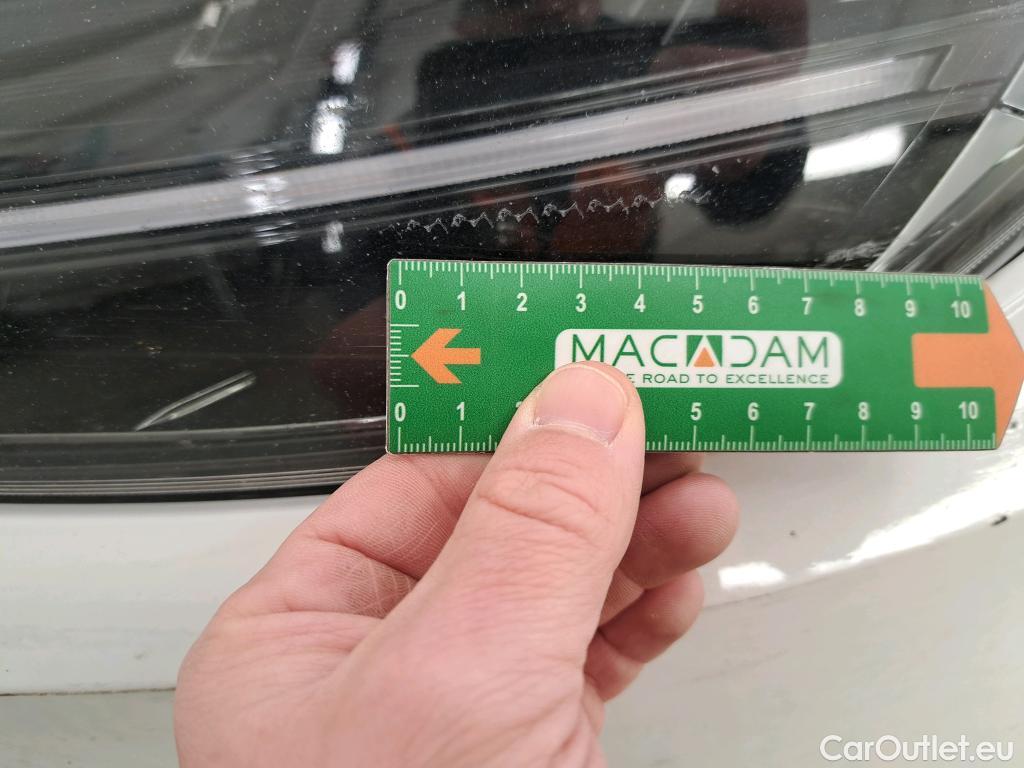 0 1 2 3 4 5 6 7 8 9 10
MACADAM
E ROAD TO EXCELLENCE
0 1 5 6 7 8 9 10
CarOutlet.eu